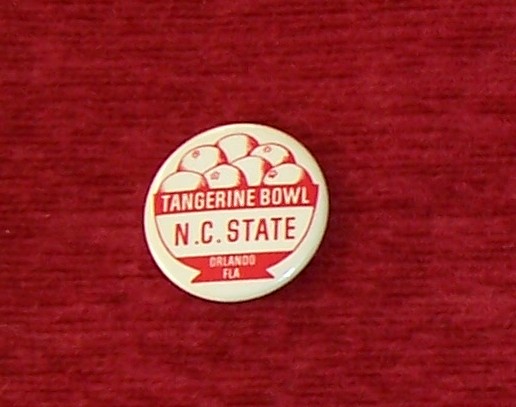 TANGERINE BOWL
N.C. STATE
ORLANDO
FLA